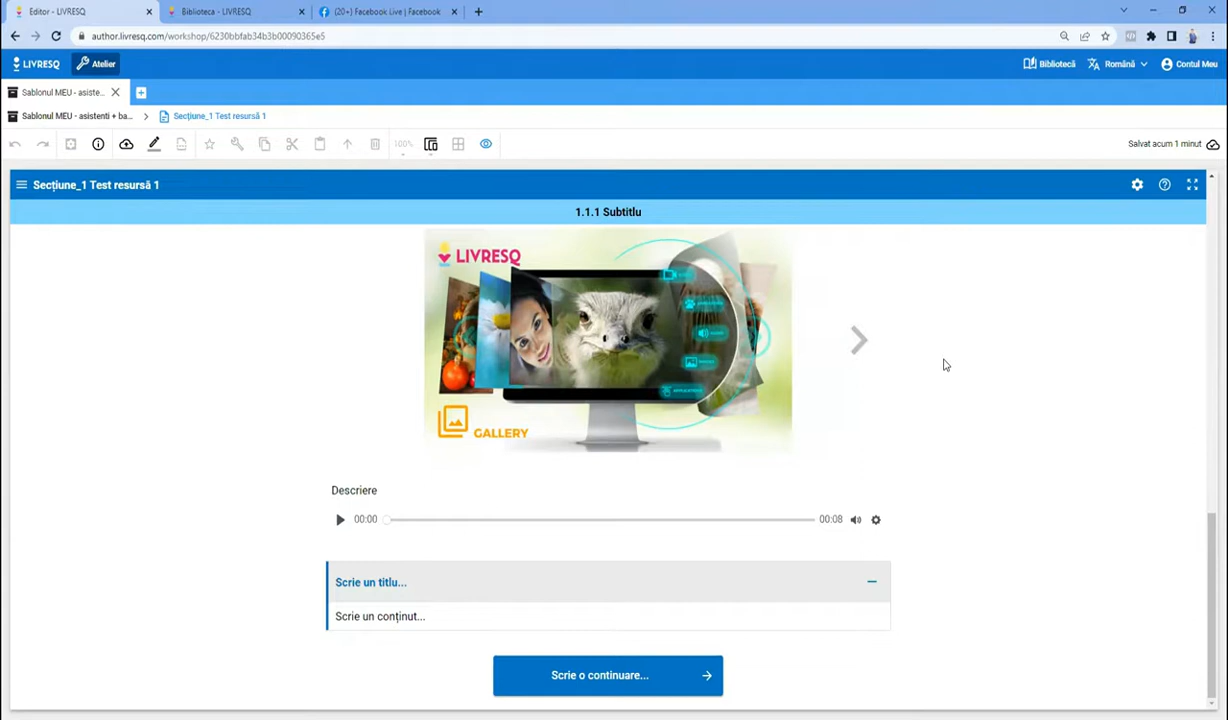 Editor - LIVRESQ
Biblioteca - LIVRESQ
(20+) Facebook Live | Facebook
author.livresq.com/workshop/6230bbfab34b3b00090365e5
LIVRESQ
Atelier
Bibliotecă
Română
Contul Meu
Sablonul MEU - asiste...
Sablonul MEU - asistenti + ba...
Secțiune_1 Test resursă 1
100%
Salvat acum 1 minut
Secțiune_1 Test resursă 1
1.1.1 Subtitlu
LIVRESQ
GALLERY
Descriere
00:00
00:08
Scrie un titlu...
Scrie un conținut...
Scrie o continuare...